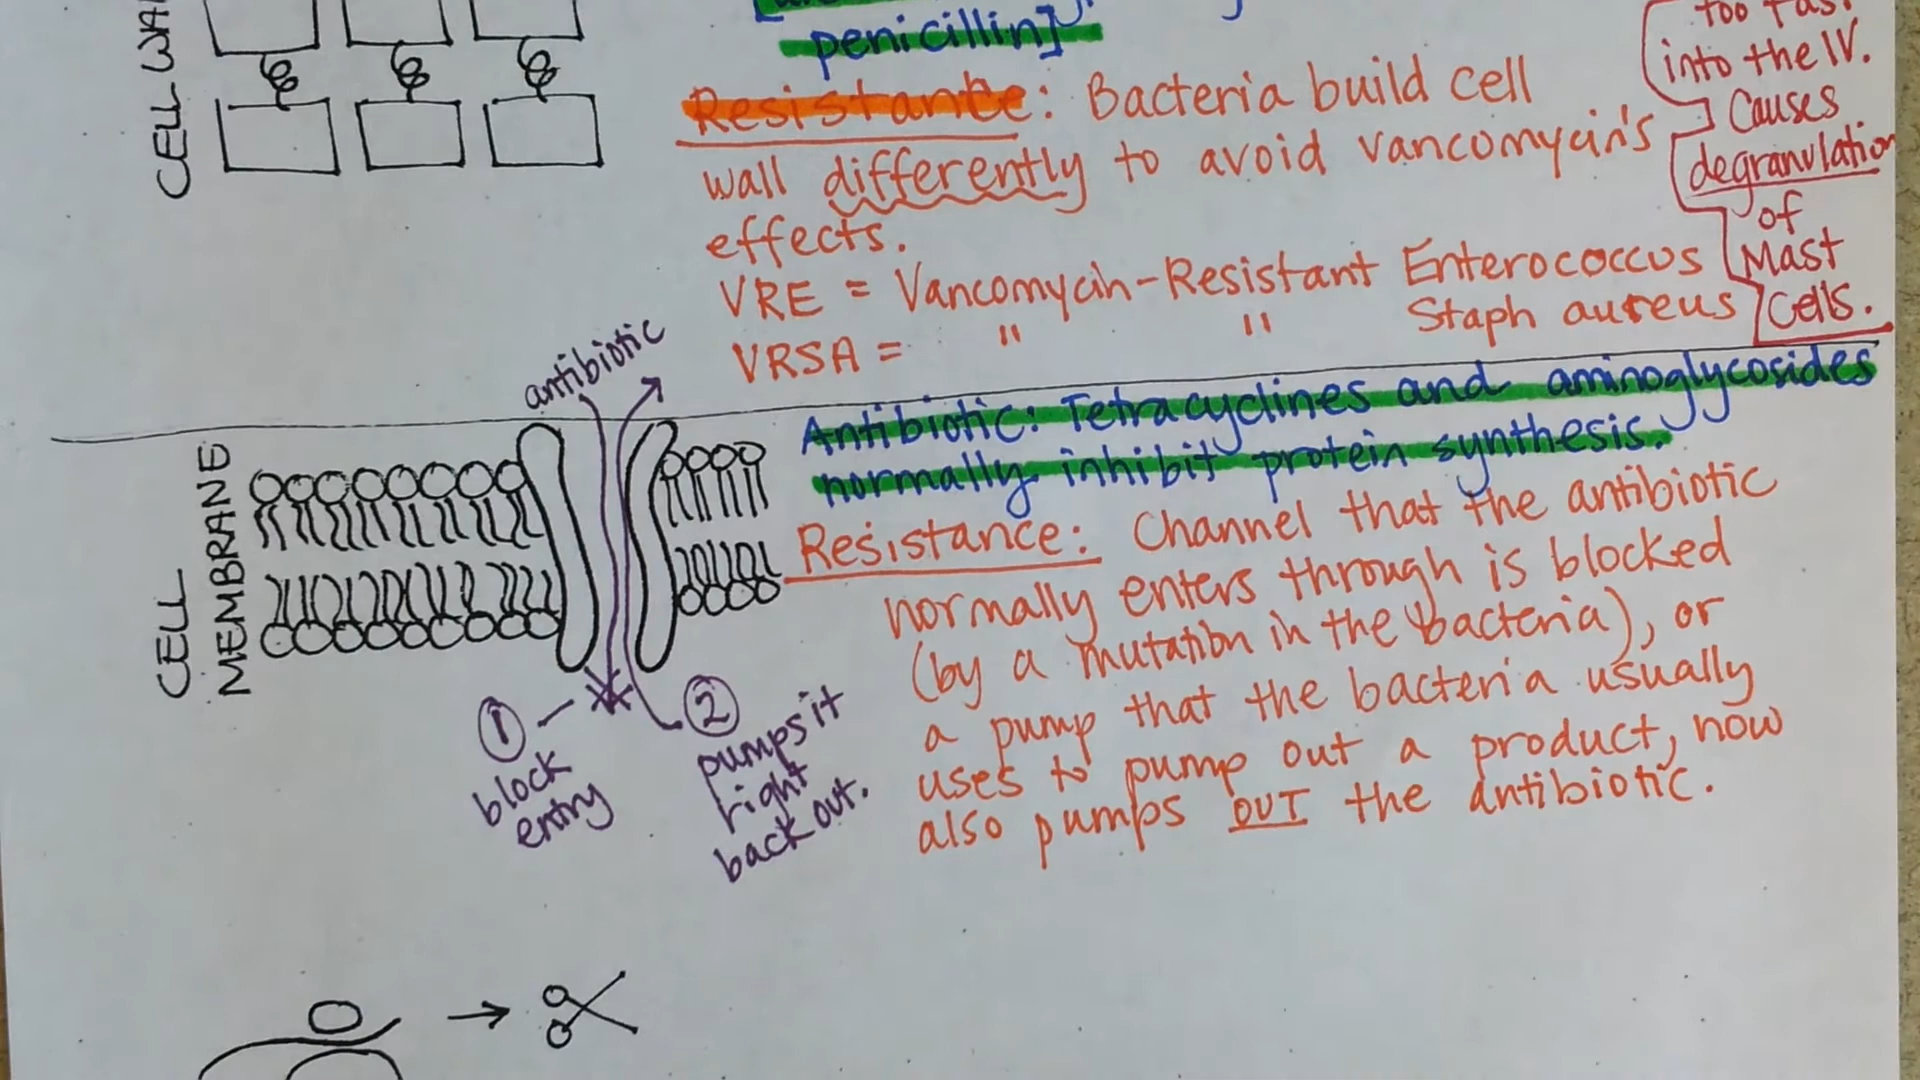 CELL WA
penicillin]
Resistance: Bacteria build cell
wall differently to avoid vancomycin's
effects.
VRE = Vancomycin-Resistant Enterococcus
VRSA = " " Staph aureus
too fast
into the IV.
Causes
degranulation
of
Mast
Cells.
antibiotic
CELL
MEMBRANE
① block
entry
② pumps it
right
back out.
Antibiotic: Tetracyclines and aminoglycosides
normally inhibit protein synthesis.
Resistance: Channel that the antibiotic
normally enters through is blocked
(by a mutation in the bacteria), or
a pump that the bacteria usually
uses to pump out a product, now
also pumps OUT the antibiotic.